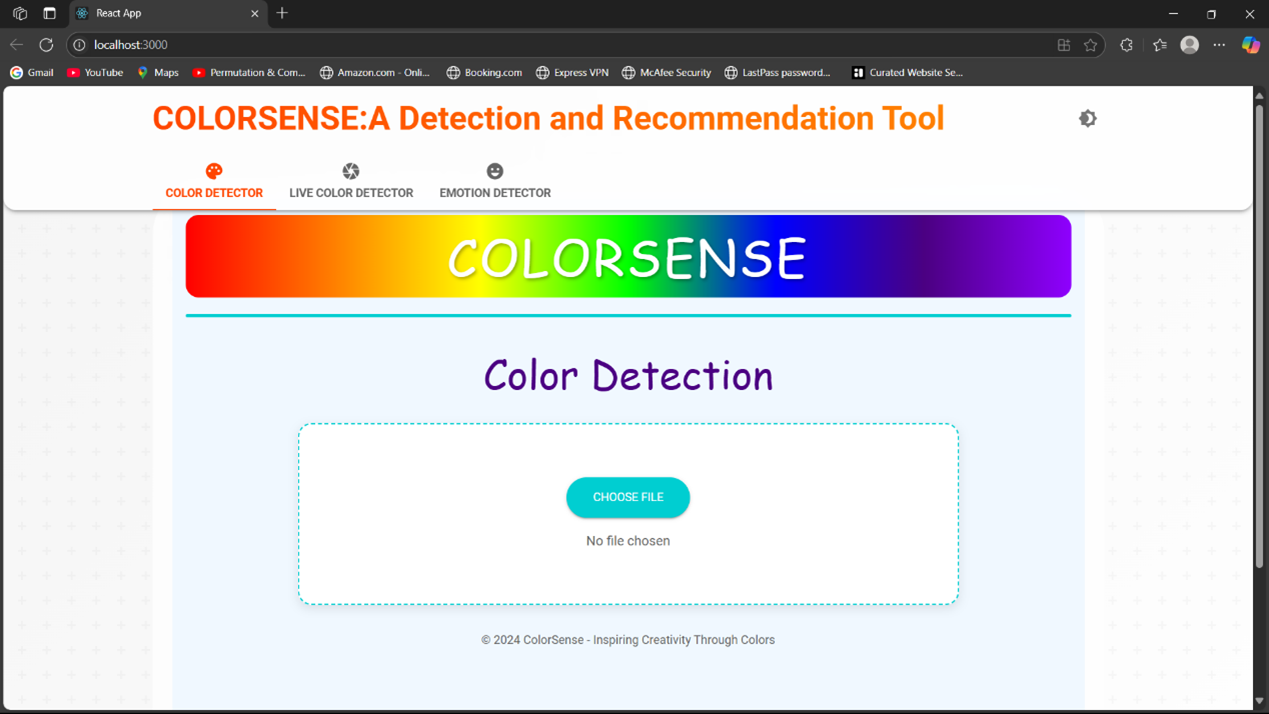 React App
localhost:3000
Gmail YouTube Maps Permutation & Com... Amazon.com - Onli... Booking.com Express VPN McAfee Security LastPass password... Curated Website Se...
COLORSENSE:A Detection and Recommendation Tool
COLOR DETECTOR LIVE COLOR DETECTOR EMOTION DETECTOR
COLORSENSE
Color Detection
CHOOSE FILE
No file chosen
© 2024 ColorSense - Inspiring Creativity Through Colors